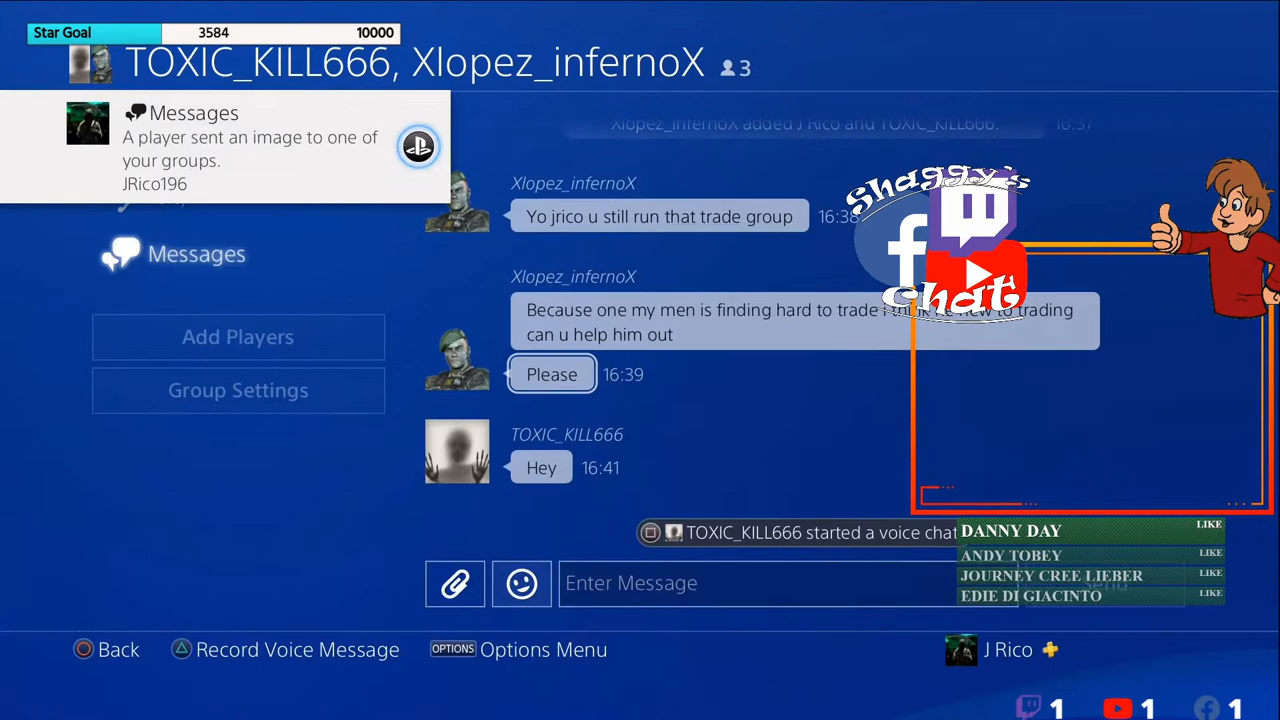 Star Goal 3584 10000
TOXIC_KILL666, Xlopez_infernoX 3
Messages
A player sent an image to one of
your groups.
JRico196
Xlopez_infernoX added J Rico and TOXIC_KILL666. 16:37
Xlopez_infernoX
Yo jrico u still run that trade group 16:38
Messages
Xlopez_infernoX
Because one my men is finding hard to trade i trading
can u help him out
Please 16:39
Add Players
Group Settings
TOXIC_KILL666
Hey 16:41
Shaggy's
chat
TOXIC_KILL666 started a voice chat
DANNY DAY LIKE
ANDY TOBEY LIKE
JOURNEY CREE LIEBER LIKE
EDIE DI GIACINTO LIKE
Enter Message
Back Record Voice Message OPTIONS Options Menu J Rico
1 1 1